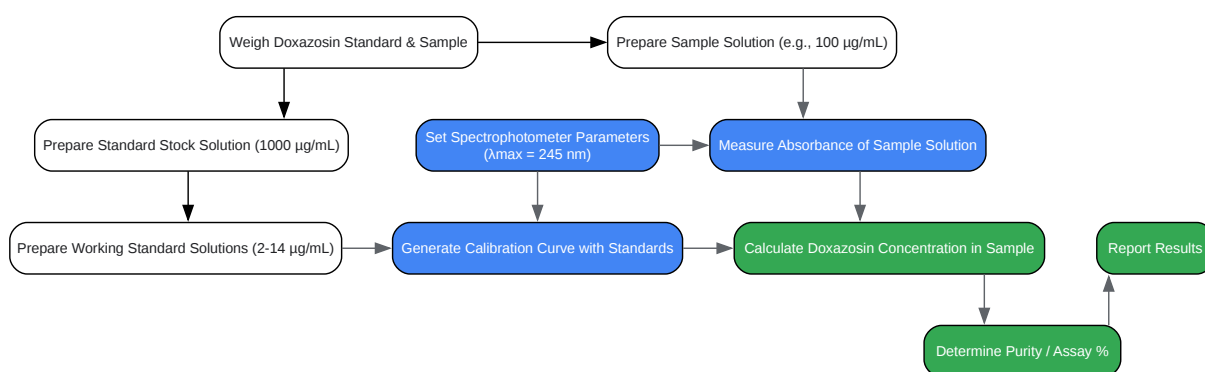 Weigh Doxazosin Standard & Sample
Prepare Sample Solution (e.g., 100 µg/mL)
Prepare Standard Stock Solution (1000 µg/mL)
Set Spectrophotometer Parameters
(λmax = 245 nm)
Measure Absorbance of Sample Solution
Prepare Working Standard Solutions (2-14 µg/mL)
Generate Calibration Curve with Standards
Calculate Doxazosin Concentration in Sample
Report Results
Determine Purity / Assay %